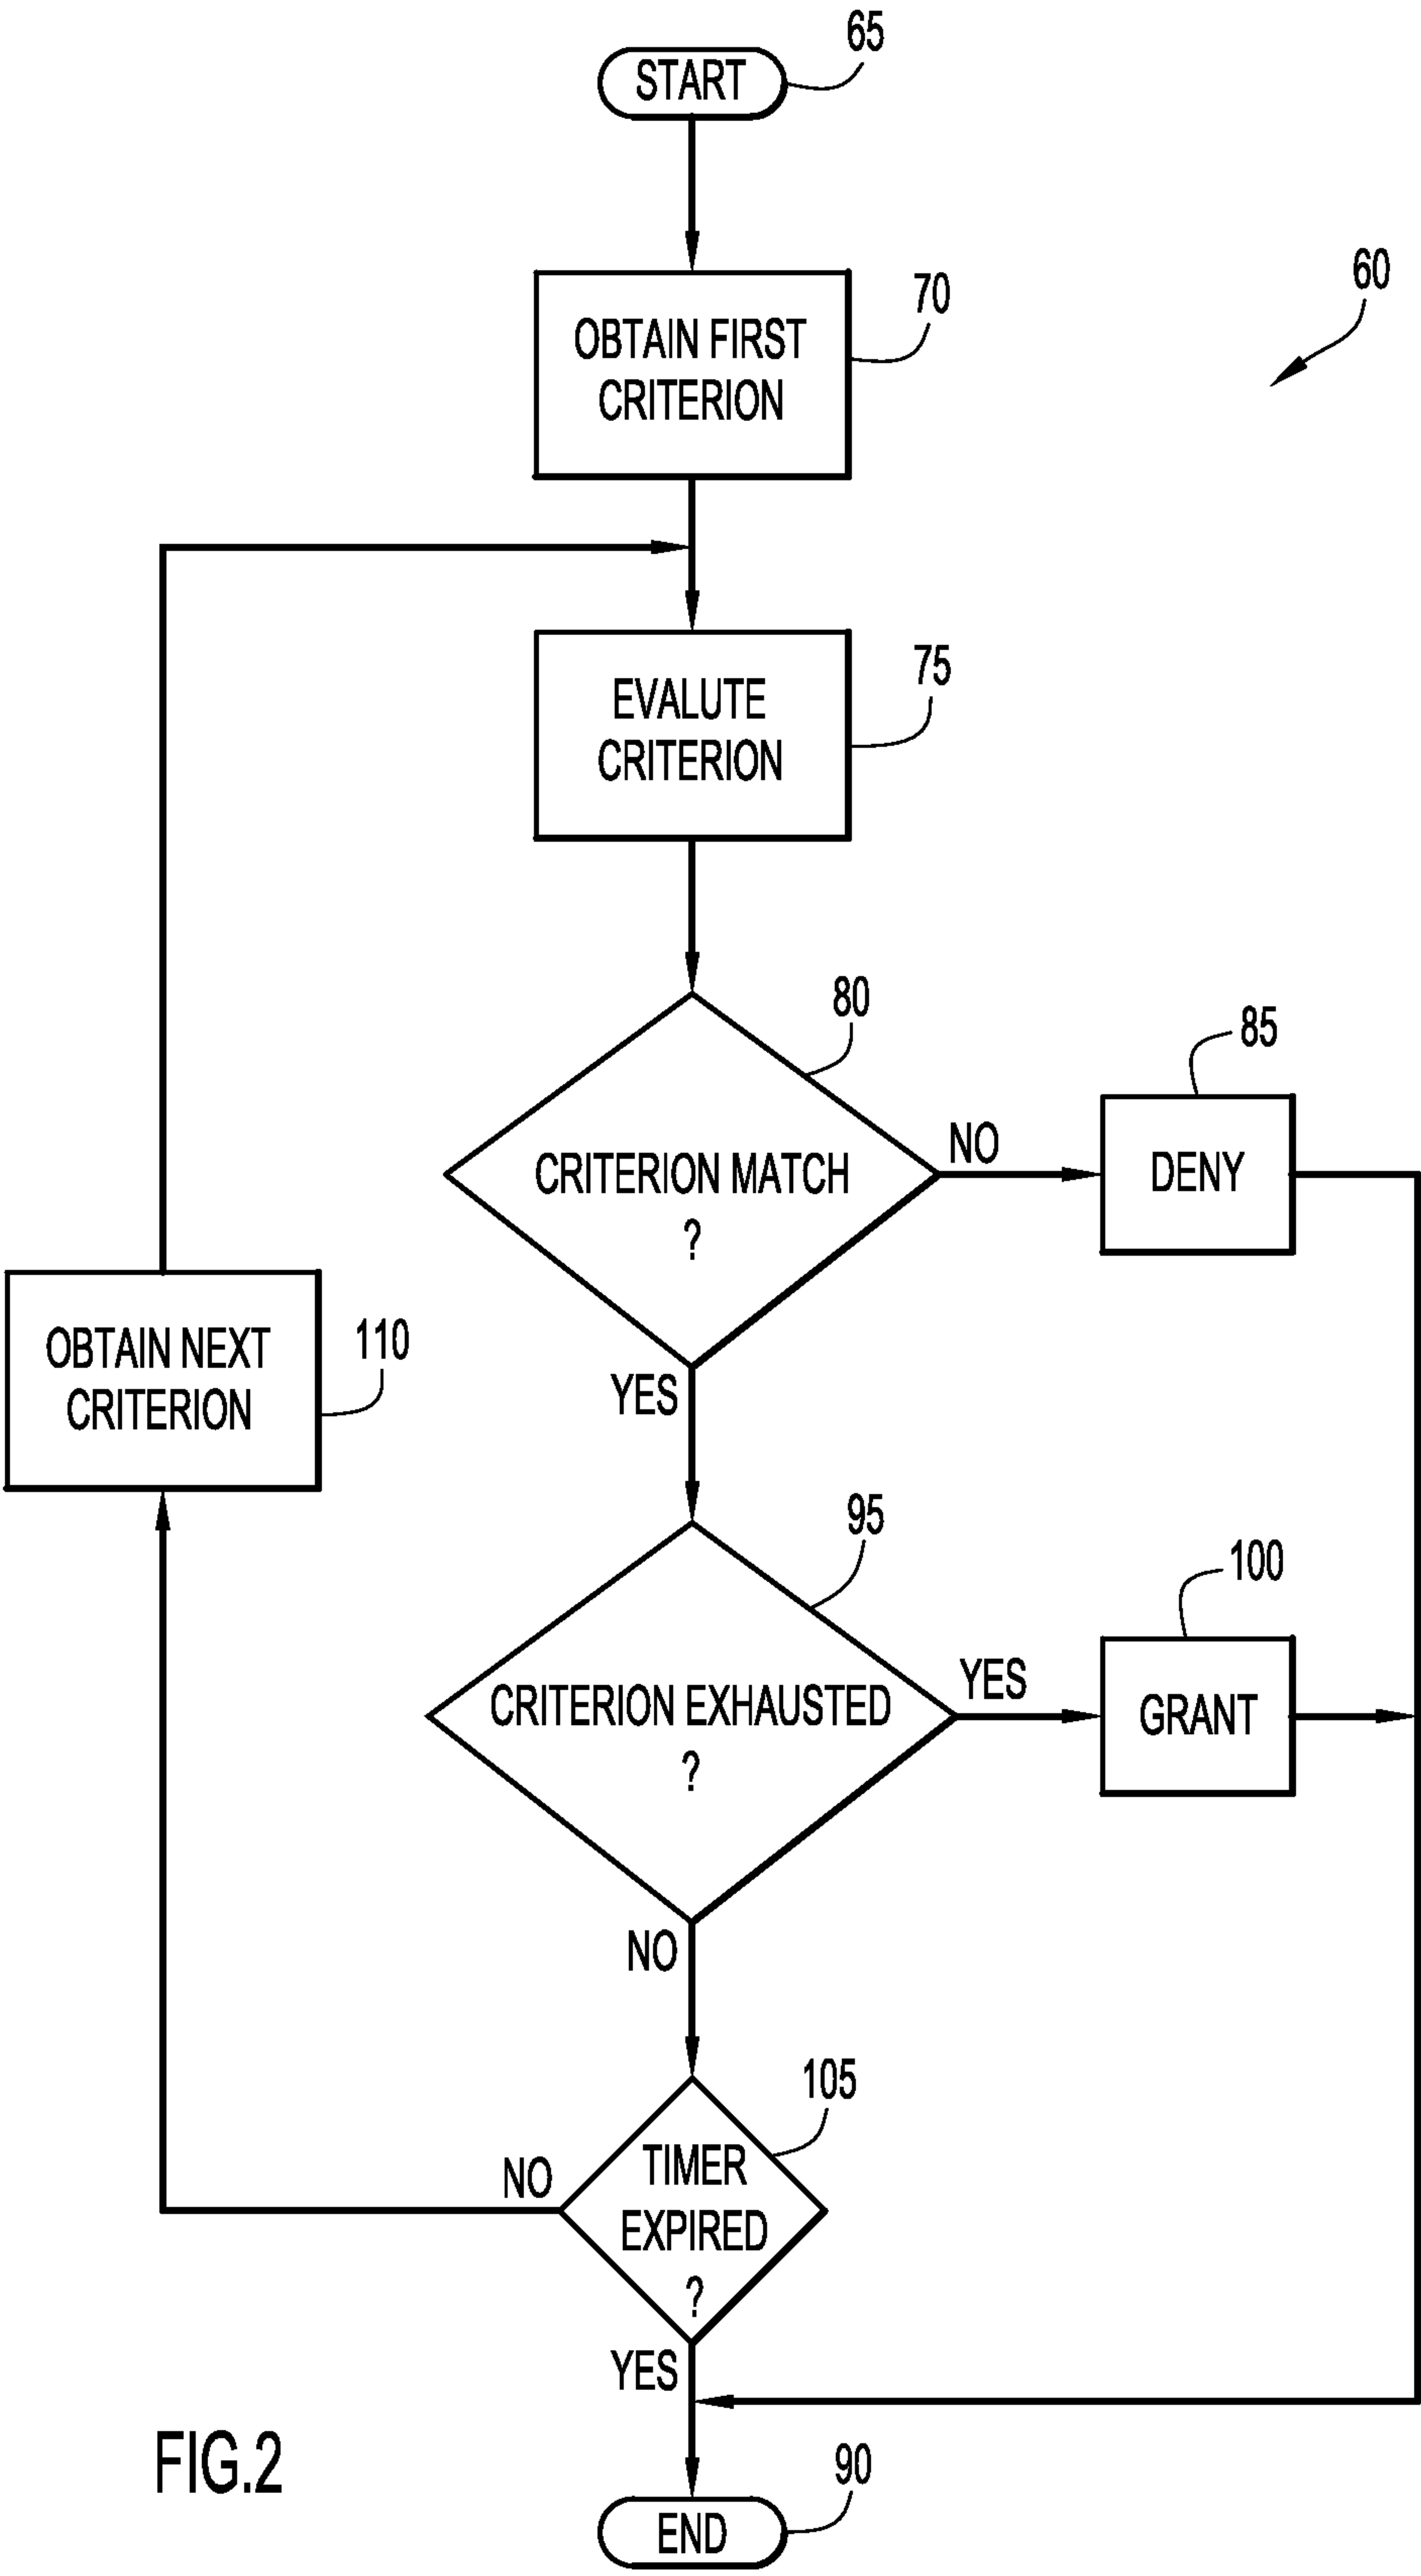 65
START
60
70
OBTAIN FIRST
CRITERION
75
EVALUTE
CRITERION
80
85
NO
CRITERION MATCH
?
DENY
YES
110
OBTAIN NEXT
CRITERION
95
100
YES
CRITERION EXHAUSTED
?
GRANT
NO
105
NO
TIMER
EXPIRED
?
YES
FIG.2
90
END